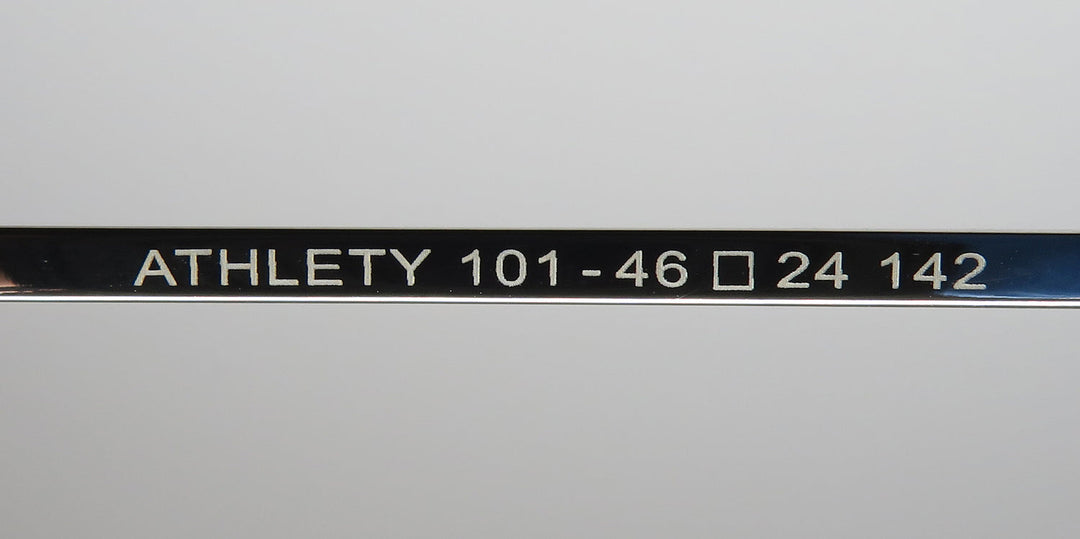 ATHLETY 101 - 46 □ 24 142